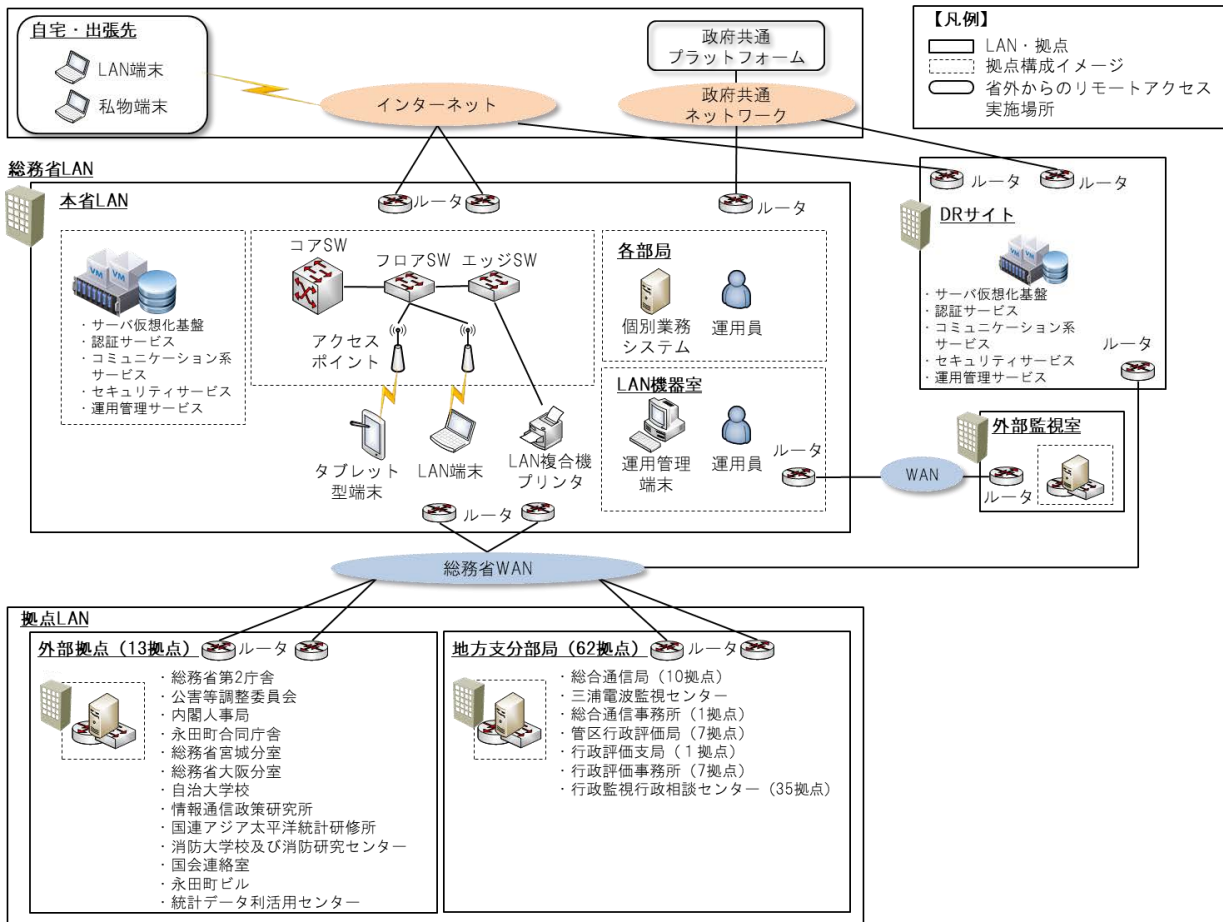 自宅・出張先
LAN端末
私物端末
インターネット
政府共通
プラットフォーム
政府共通
ネットワーク
【凡例】
LAN・拠点
拠点構成イメージ
省外からのリモートアクセス
実施場所
総務省LAN
本省LAN
ルータ
ルータ
・サーバ仮想化基盤
・認証サービス
・コミュニケーション系
サービス
・セキュリティサービス
・運用管理サービス
コアSW
フロアSW
エッジSW
アクセス
ポイント
タブレット
型端末
LAN端末
LAN複合機
プリンタ
各部局
個別業務
システム
運用員
LAN機器室
運用管理
端末
運用員
ルータ
ルータ
ルータ
ルータ
DRサイト
・サーバ仮想化基盤
・認証サービス
・コミュニケーション系
サービス
・セキュリティサービス
・運用管理サービス
ルータ
WAN
外部監視室
ルータ
総務省WAN
拠点LAN
外部拠点（13拠点）
ルータ
・総務省第2庁舎
・公害等調整委員会
・内閣人事局
・永田町合同庁舎
・総務省宮城分室
・総務省大阪分室
・自治大学校
・情報通信政策研究所
・国連アジア太平洋統計研修所
・消防大学校及び消防研究センター
・国会連絡室
・永田町ビル
・統計データ利活用センター
地方支分部局（62拠点）
ルータ
・総合通信局（10拠点）
・三浦電波監視センター
・総合通信事務所（1拠点）
・管区行政評価局（7拠点）
・行政評価支局（１拠点）
・行政評価事務所（7拠点）
・行政監視行政相談センター（35拠点）
VM
VM
VM
VM